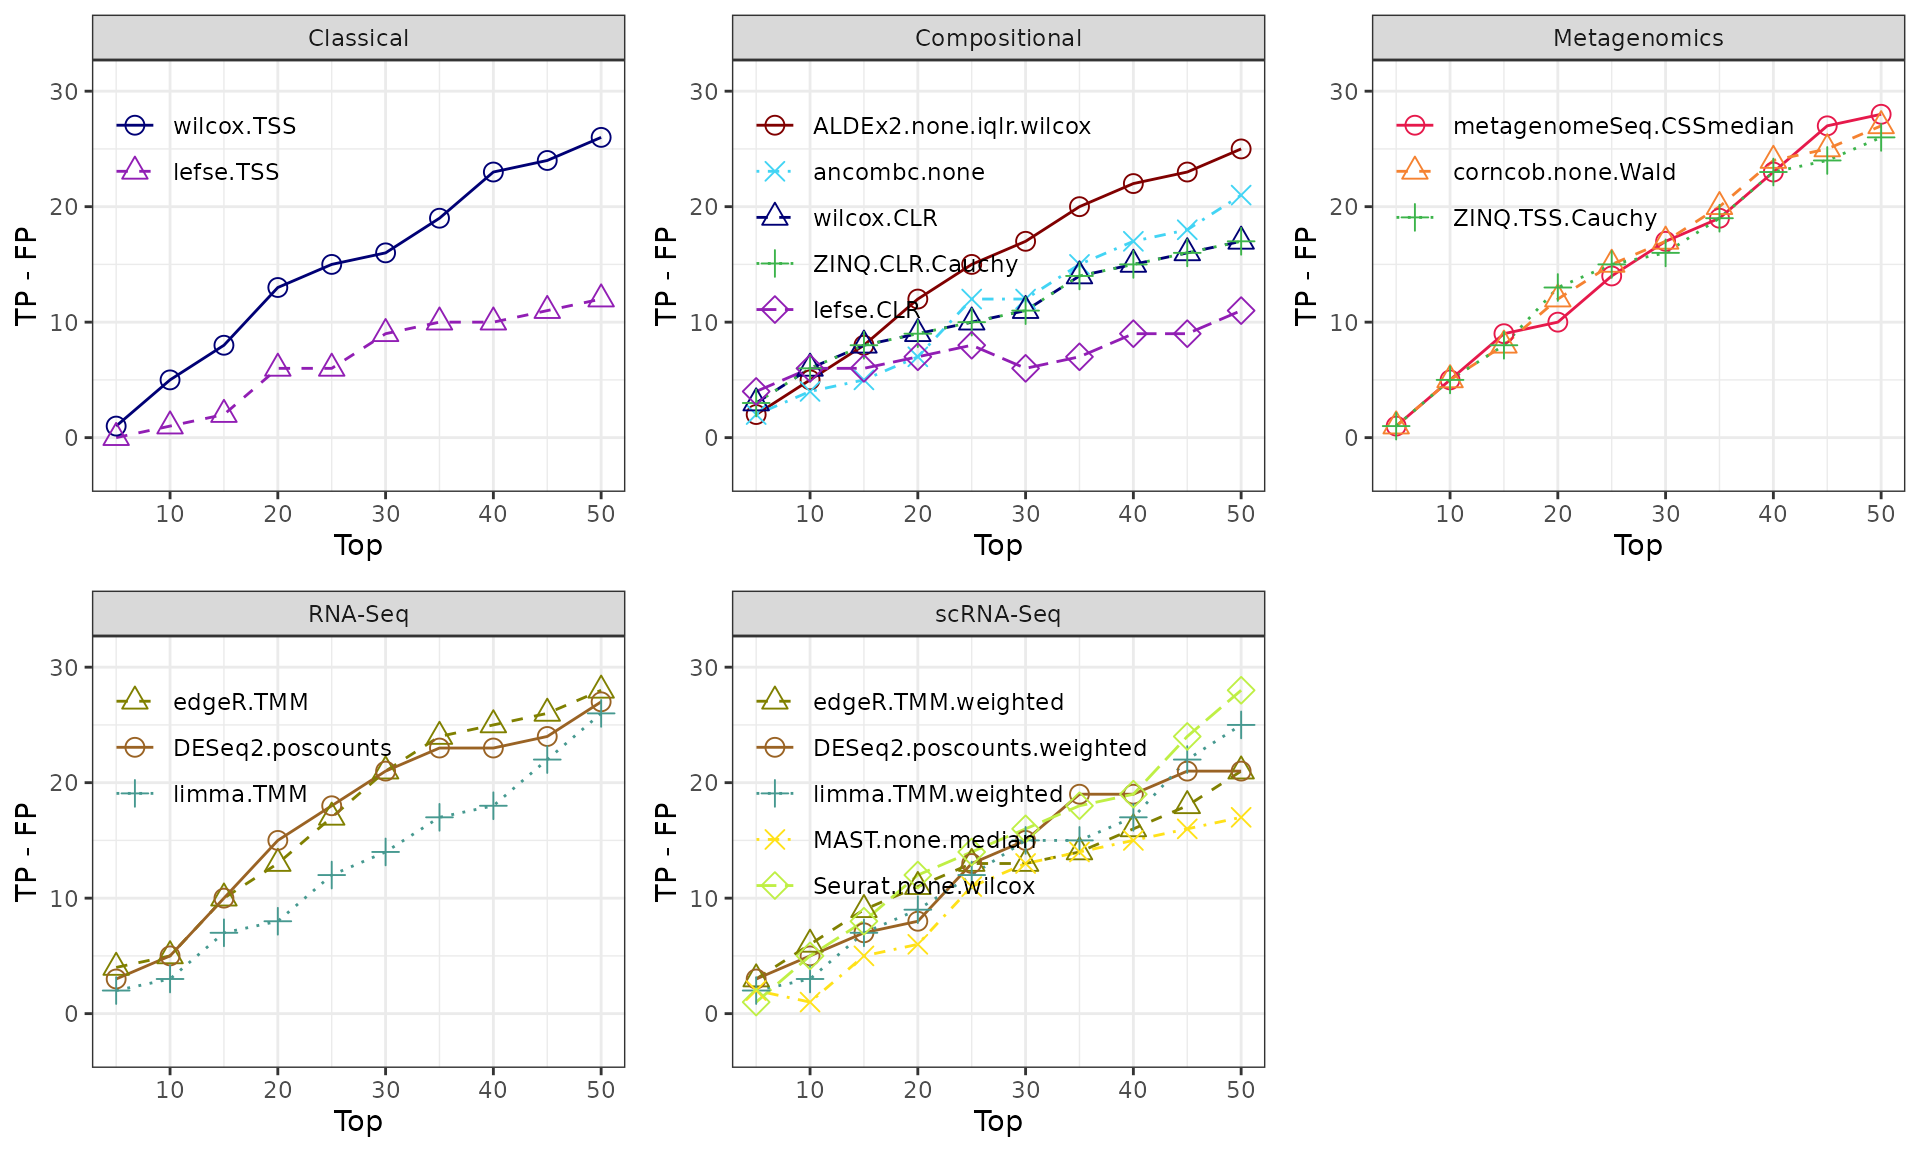 Classical
TP - FP
30
20
10
0
wilcox.TSS
lefse.TSS
10 20 30 40 50
Top
Compositional
TP - FP
30
20
10
0
ALDEx2.none.iqlr.wilcox
ancombc.none
wilcox.CLR
ZINQ.CLR.Cauchy
lefse.CLR
10 20 30 40 50
Top
Metagenomics
TP - FP
30
20
10
0
metagenomeSeq.CSSmedian
corncob.none.Wald
ZINQ.TSS.Cauchy
10 20 30 40 50
Top
RNA-Seq
TP - FP
30
20
10
0
edgeR.TMM
DESeq2.poscounts
limma.TMM
10 20 30 40 50
Top
scRNA-Seq
TP - FP
30
20
10
0
edgeR.TMM.weighted
DESeq2.poscounts.weighted
limma.TMM.weighted
MAST.none.median
Seurat.none.wilcox
10 20 30 40 50
Top